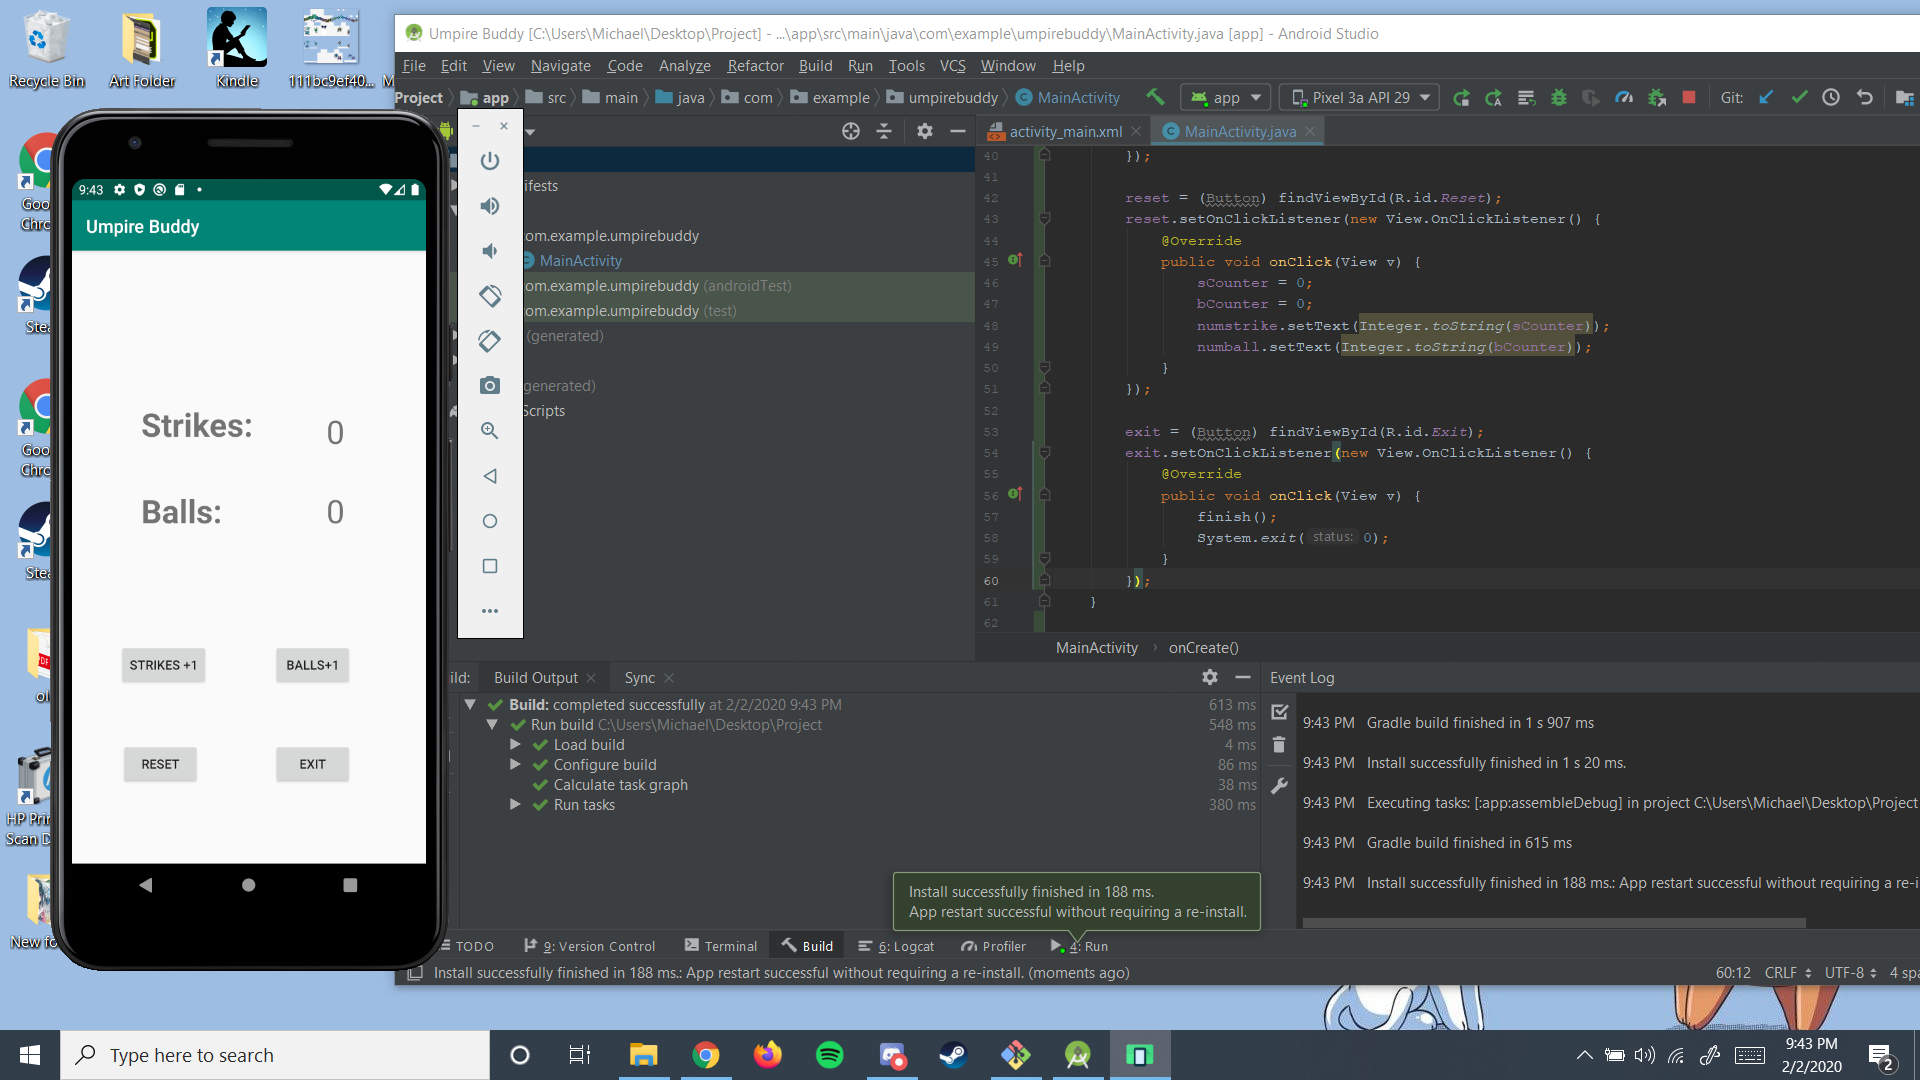 Recycle Bin
Art Folder
Kindle
111bc9ef40...
M
Goo
Chro
Stea
Goo
Chro
Stea
ol
HP Prin
Scan D
New fo
Umpire Buddy [C:\Users\Michael\Desktop\Project] - ...\app\src\main\java\com\example\umpirebuddy\MainActivity.java [app] - Android Studio
File Edit View Navigate Code Analyze Refactor Build Run Tools VCS Window Help
Project app src main java com example umpirebuddy MainActivity
app Pixel 3a API 29 Git:
9:43
Umpire Buddy
Strikes: 0
Balls: 0
STRIKES +1 BALLS+1
RESET EXIT
ifests
com.example.umpirebuddy
MainActivity
com.example.umpirebuddy (androidTest)
com.example.umpirebuddy (test)
(generated)
generated)
Scripts
activity_main.xml MainActivity.java
40 });
41
42 reset = (Button) findViewById(R.id.Reset);
43 reset.setOnClickListener(new View.OnClickListener() {
44 @Override
45 public void onClick(View v) {
46 sCounter = 0;
47 bCounter = 0;
48 numstrike.setText(Integer.toString(sCounter));
49 numball.setText(Integer.toString(bCounter));
50 }
51 });
52
53 exit = (Button) findViewById(R.id.Exit);
54 exit.setOnClickListener(new View.OnClickListener() {
55 @Override
56 public void onClick(View v) {
57 finish();
58 System.exit( status: 0);
59 }
60 });
61 }
62
MainActivity › onCreate()
ild: Build Output Sync
Build: completed successfully at 2/2/2020 9:43 PM 613 ms
Run build C:\Users\Michael\Desktop\Project 548 ms
Load build 4 ms
Configure build 86 ms
Calculate task graph 38 ms
Run tasks 380 ms
Event Log
9:43 PM Gradle build finished in 1 s 907 ms
9:43 PM Install successfully finished in 1 s 20 ms.
9:43 PM Executing tasks: [:app:assembleDebug] in project C:\Users\Michael\Desktop\Project
9:43 PM Gradle build finished in 615 ms
9:43 PM Install successfully finished in 188 ms.: App restart successful without requiring a re-i
Install successfully finished in 188 ms.
App restart successful without requiring a re-install.
TODO 9: Version Control Terminal Build 6: Logcat Profiler 4: Run
Install successfully finished in 188 ms.: App restart successful without requiring a re-install. (moments ago)
60:12 CRLF UTF-8 4 spa
Type here to search
9:43 PM
2/2/2020
2